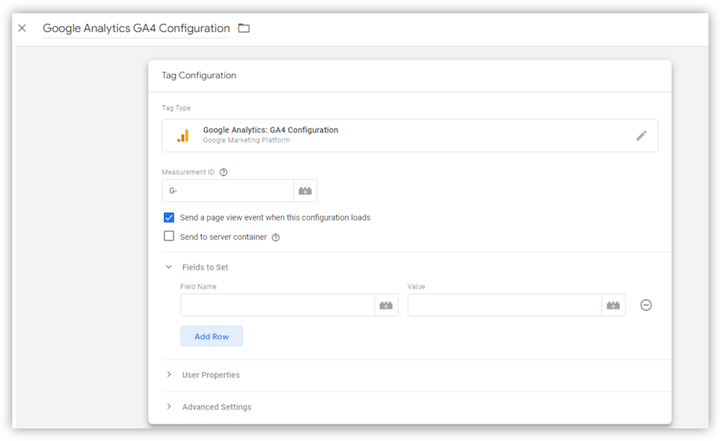 Google Analytics GA4 Configuration
Tag Configuration
Tag Type
Google Analytics: GA4 Configuration
Google Marketing Platform
Measurement ID
G-
Send a page view event when this configuration loads
Send to server container
Fields to Set
Field Name Value
Add Row
User Properties
Advanced Settings